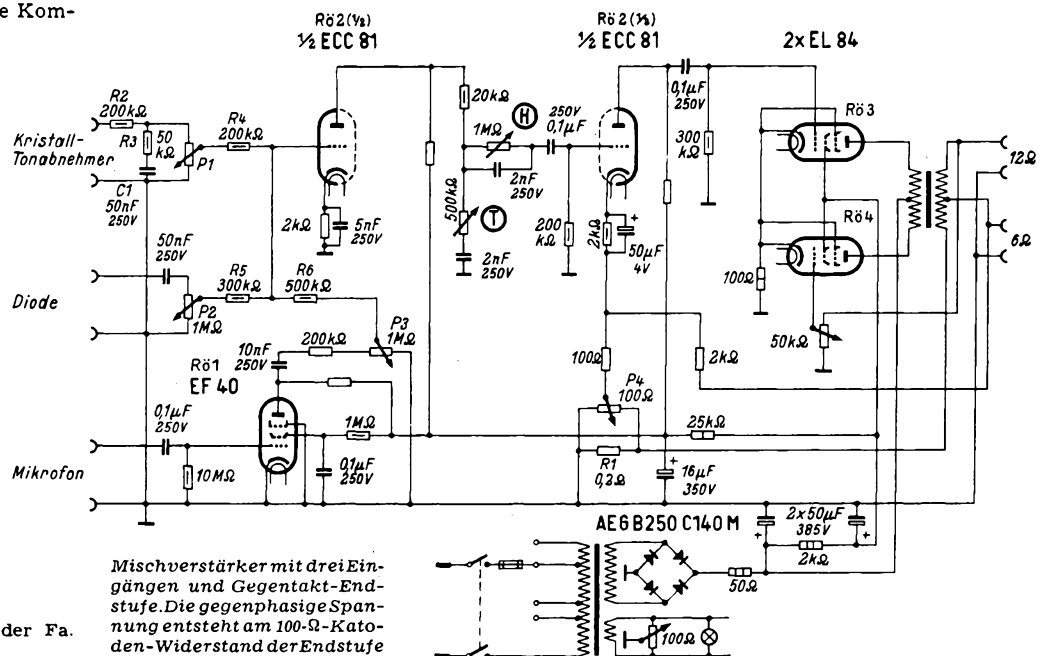 e Kom-
Rö2(½)
½ ECC 81
Rö2(½)
½ ECC 81
2x EL 84
R2
200kΩ
Kristall-
Tonabnehmer
R3
50
kΩ
P1
C1
50nF
250V
R4
200kΩ
2kΩ
5nF
250V
20kΩ
H
1MΩ
2nF
250V
500kΩ
T
2nF
250V
250V
0,1µF
200
kΩ
2kΩ
+
50µF
4V
0,1µF
250V
300
kΩ
Rö3
Rö4
100Ω
50kΩ
12Ω
6Ω
50nF
250V
Diode
P2
1MΩ
R5
300kΩ
R6
500kΩ
P3
1MΩ
200kΩ
10nF
250V
Rö1
EF 40
0,1µF
250V
Mikrofon
10MΩ
1MΩ
0,1µF
250V
100Ω
P4
100Ω
2kΩ
R1
0,2Ω
25kΩ
+
16µF
350V
AEG B250 C140 M
2x50µF
385V
+
+
2kΩ
50Ω
100Ω
Mischverstärker mit drei Ein-
gängen und Gegentakt-End-
stufe. Die gegenphasige Span-
nung entsteht am 100-Ω-Kato-
den-Widerstand der Endstufe
der Fa.